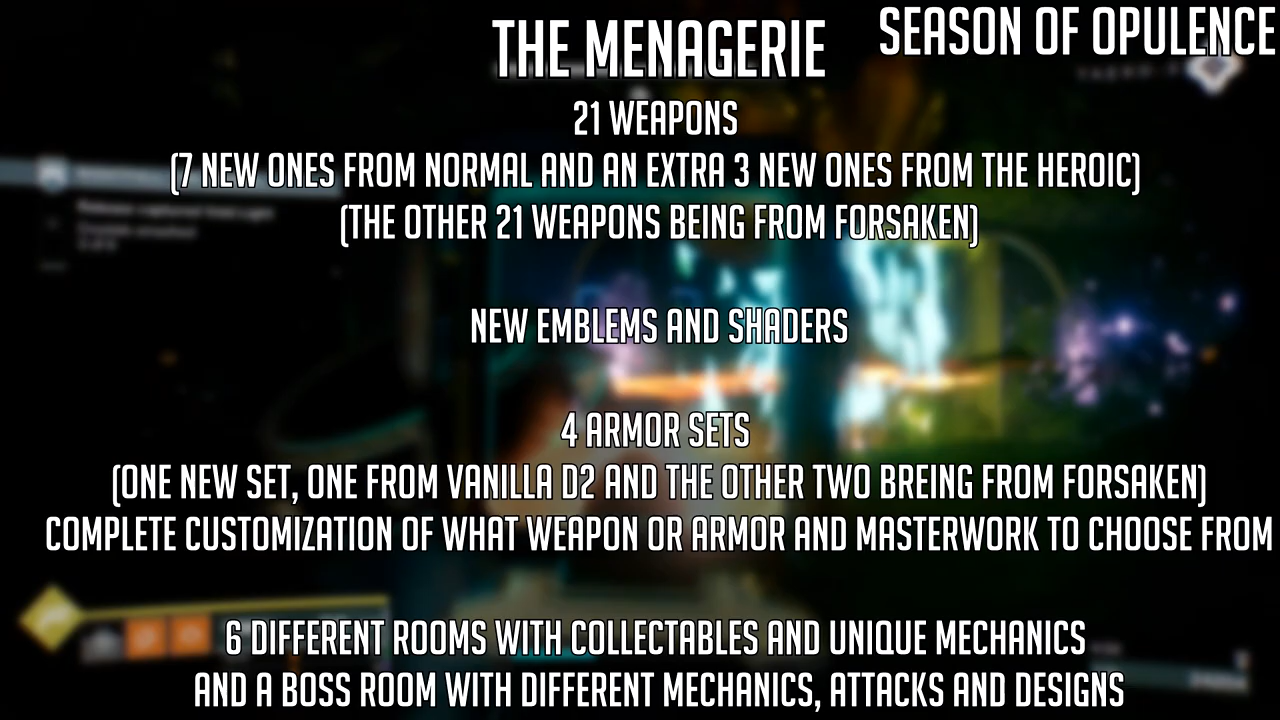 THE MENAGERIE
SEASON OF OPULENCE
21 WEAPONS
(7 NEW ONES FROM NORMAL AND AN EXTRA 3 NEW ONES FROM THE HEROIC)
(THE OTHER 21 WEAPONS BEING FROM FORSAKEN)
NEW EMBLEMS AND SHADERS
4 ARMOR SETS
(ONE NEW SET, ONE FROM VANILLA D2 AND THE OTHER TWO BREING FROM FORSAKEN)
COMPLETE CUSTOMIZATION OF WHAT WEAPON OR ARMOR AND MASTERWORK TO CHOOSE FROM
6 DIFFERENT ROOMS WITH COLLECTABLES AND UNIQUE MECHANICS
AND A BOSS ROOM WITH DIFFERENT MECHANICS, ATTACKS AND DESIGNS